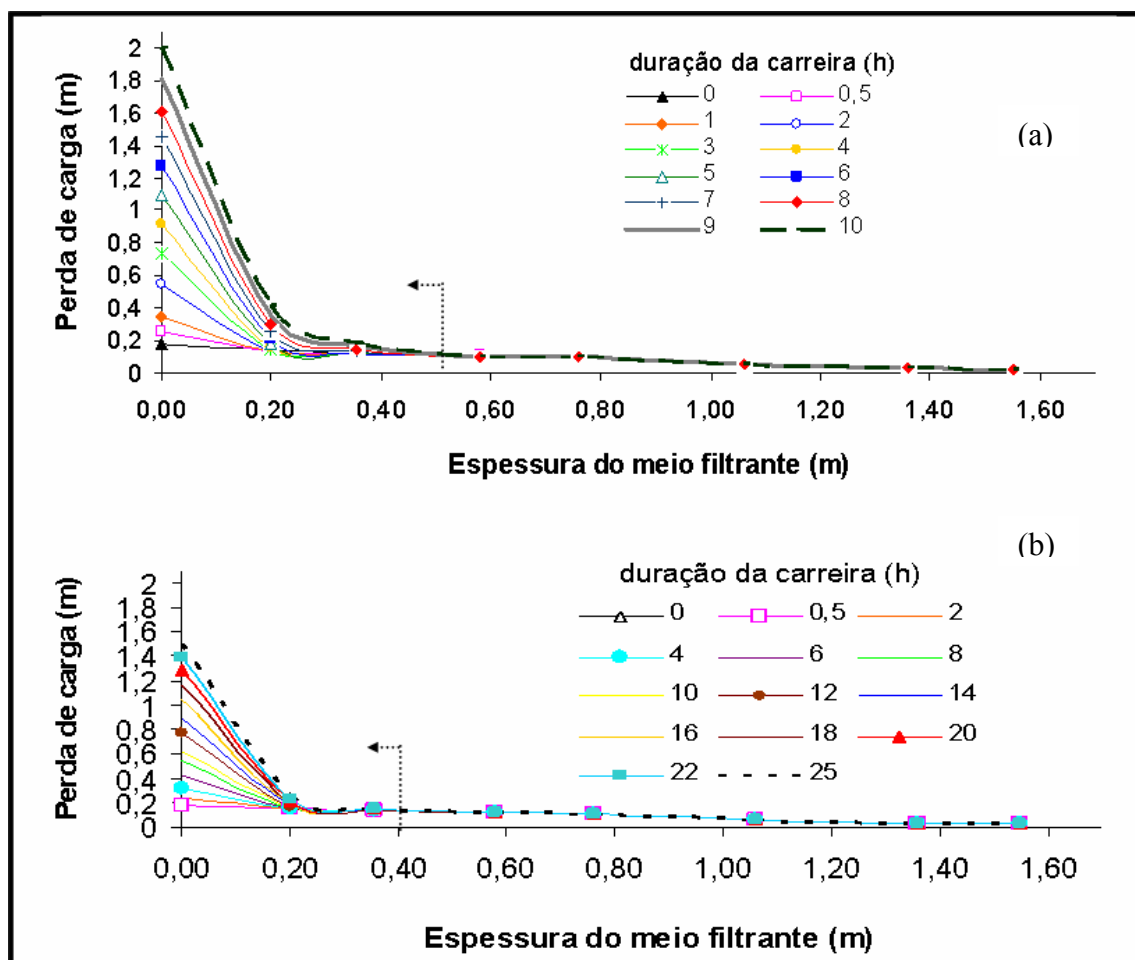 duração da carreira (h)
0 0,5
1 2
3 4
5 6
7 8
9 10
(a)
Perda de carga (m)
2
1,8
1,6
1,4
1,2
1
0,8
0,6
0,4
0,2
0
0,00 0,20 0,40 0,60 0,80 1,00 1,20 1,40 1,60
Espessura do meio filtrante (m)
(b)
duração da carreira (h)
0 0,5 2
4 6 8
10 12 14
16 18 20
22 25
Perda de carga (m)
2
1,8
1,6
1,4
1,2
1
0,8
0,6
0,4
0,2
0
0,00 0,20 0,40 0,60 0,80 1,00 1,20 1,40 1,60
Espessura do meio filtrante (m)